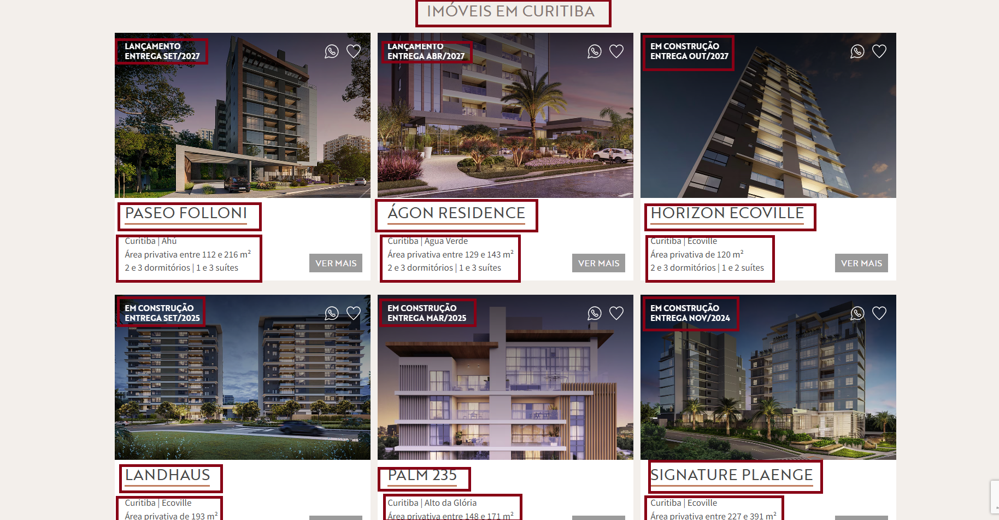 IMÓVEIS EM CURITIBA
LANÇAMENTO
ENTREGA SET/2027
PASEO FOLLONI
Curitiba | Ahú
Área privativa entre 112 e 216 m²
2 e 3 dormitórios | 1 e 3 suítes
VER MAIS
LANÇAMENTO
ENTREGA ABR/2027
ÁGON RESIDENCE
Curitiba | Água Verde
Área privativa entre 129 e 143 m²
2 e 3 dormitórios | 1 e 3 suítes
VER MAIS
EM CONSTRUÇÃO
ENTREGA OUT/2027
HORIZON ECOVILLE
Curitiba | Ecoville
Área privativa de 120 m²
2 e 3 dormitórios | 1 e 2 suítes
VER MAIS
EM CONSTRUÇÃO
ENTREGA SET/2025
LANDHAUS
Curitiba | Ecoville
Área privativa de 193 m²
EM CONSTRUÇÃO
ENTREGA MAR/2025
PALM 235
Curitiba | Alto da Glória
Área privativa entre 148 e 171 m²
EM CONSTRUÇÃO
ENTREGA NOV/2024
SIGNATURE PLAENGE
Curitiba | Ecoville
Área privativa entre 227 e 391 m²